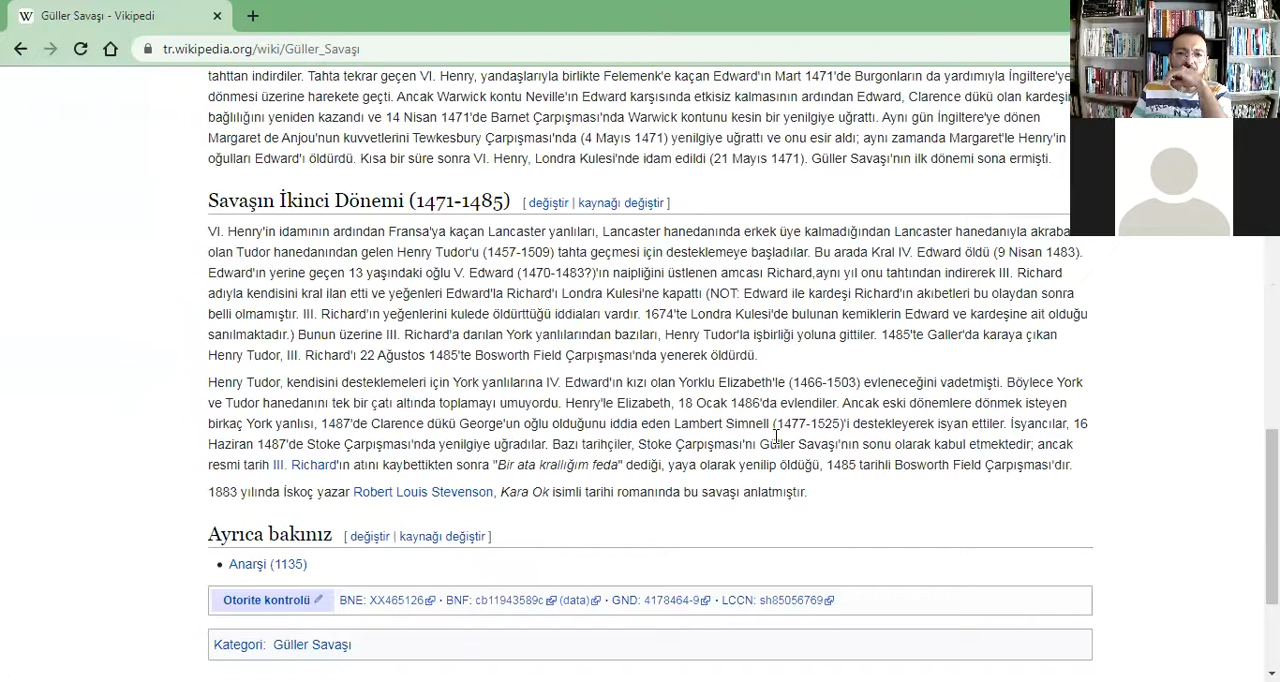 Güller Savaşı - Vikipedi
tr.wikipedia.org/wiki/Güller_Savaşı
tahttan indirdiler. Tahta tekrar geçen VI. Henry, yandaşlarıyla birlikte Felemenk'e kaçan Edward'ın Mart 1471'de Burgonların da yardımıyla İngiltere'ye
dönmesi üzerine harekete geçti. Ancak Warwick kontu Neville'ın Edward karşısında etkisiz kalmasının ardından Edward, Clarence dükü olan kardeşin
bağlılığını yeniden kazandı ve 14 Nisan 1471'de Barnet Çarpışması'nda Warwick kontunu kesin bir yenilgiye uğrattı. Aynı gün İngiltere'ye dönen
Margaret de Anjou'nun kuvvetlerini Tewkesbury Çarpışması'nda (4 Mayıs 1471) yenilgiye uğrattı ve onu esir aldı; aynı zamanda Margaret'le Henry'in
oğulları Edward'ı öldürdü. Kısa bir süre sonra VI. Henry, Londra Kulesi'nde idam edildi (21 Mayıs 1471). Güller Savaşı'nın ilk dönemi sona ermişti.
Savaşın İkinci Dönemi (1471-1485) [ değiştir | kaynağı değiştir ]
VI. Henry'in idamının ardından Fransa'ya kaçan Lancaster yanlıları, Lancaster hanedanında erkek üye kalmadığından Lancaster hanedanıyla akraba
olan Tudor hanedanından gelen Henry Tudor'u (1457-1509) tahta geçmesi için desteklemeye başladılar. Bu arada Kral IV. Edward öldü (9 Nisan 1483).
Edward'ın yerine geçen 13 yaşındaki oğlu V. Edward (1470-1483?)'ın naipliğini üstlenen amcası Richard,aynı yıl onu tahtından indirerek III. Richard
adıyla kendisini kral ilan etti ve yeğenleri Edward'la Richard'ı Londra Kulesi'ne kapattı (NOT: Edward ile kardeşi Richard'ın akıbetleri bu olaydan sonra
belli olmamıştır. III. Richard'ın yeğenlerini kulede öldürttüğü iddiaları vardır. 1674'te Londra Kulesi'de bulunan kemiklerin Edward ve kardeşine ait olduğu
sanılmaktadır.) Bunun üzerine III. Richard'a darılan York yanlılarından bazıları, Henry Tudor'la işbirliği yoluna gittiler. 1485'te Galler'da karaya çıkan
Henry Tudor, III. Richard'ı 22 Ağustos 1485'te Bosworth Field Çarpışması'nda yenerek öldürdü.
Henry Tudor, kendisini desteklemeleri için York yanlılarına IV. Edward'ın kızı olan Yorklu Elizabeth'le (1466-1503) evleneceğini vadetmişti. Böylece York
ve Tudor hanedanını tek bir çatı altında toplamayı umuyordu. Henry'le Elizabeth, 18 Ocak 1486'da evlendiler. Ancak eski dönemlere dönmek isteyen
birkaç York yanlısı, 1487'de Clarence dükü George'un oğlu olduğunu iddia eden Lambert Simnell (1477-1525)'i destekleyerek isyan ettiler. İsyancılar, 16
Haziran 1487'de Stoke Çarpışması'nda yenilgiye uğradılar. Bazı tarihçiler, Stoke Çarpışması'nı Güller Savaşı'nın sonu olarak kabul etmektedir; ancak
resmi tarih III. Richard'ın atını kaybettikten sonra "Bir ata krallığım feda" dediği, yaya olarak yenilip öldüğü, 1485 tarihli Bosworth Field Çarpışması'dır.
1883 yılında İskoç yazar Robert Louis Stevenson, Kara Ok isimli tarihi romanında bu savaşı anlatmıştır.
Ayrıca bakınız [ değiştir | kaynağı değiştir ]
Anarşi (1135)
Otorite kontrolü BNE: XX465126 · BNF: cb11943589c (data) · GND: 4178464-9 · LCCN: sh85056769
Kategori: Güller Savaşı